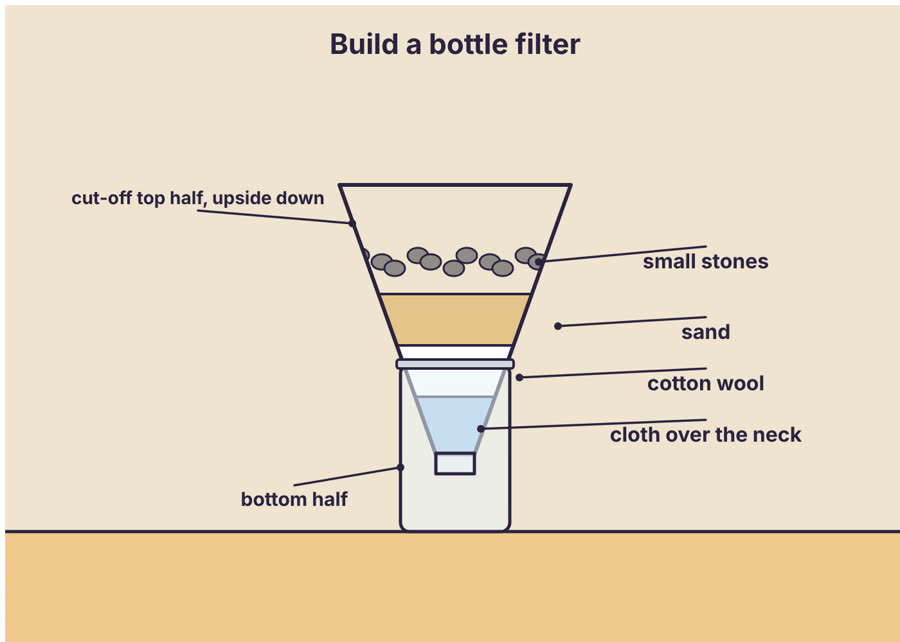 Build a bottle filter
cut-off top half, upside down
small stones
sand
cotton wool
cloth over the neck
bottom half